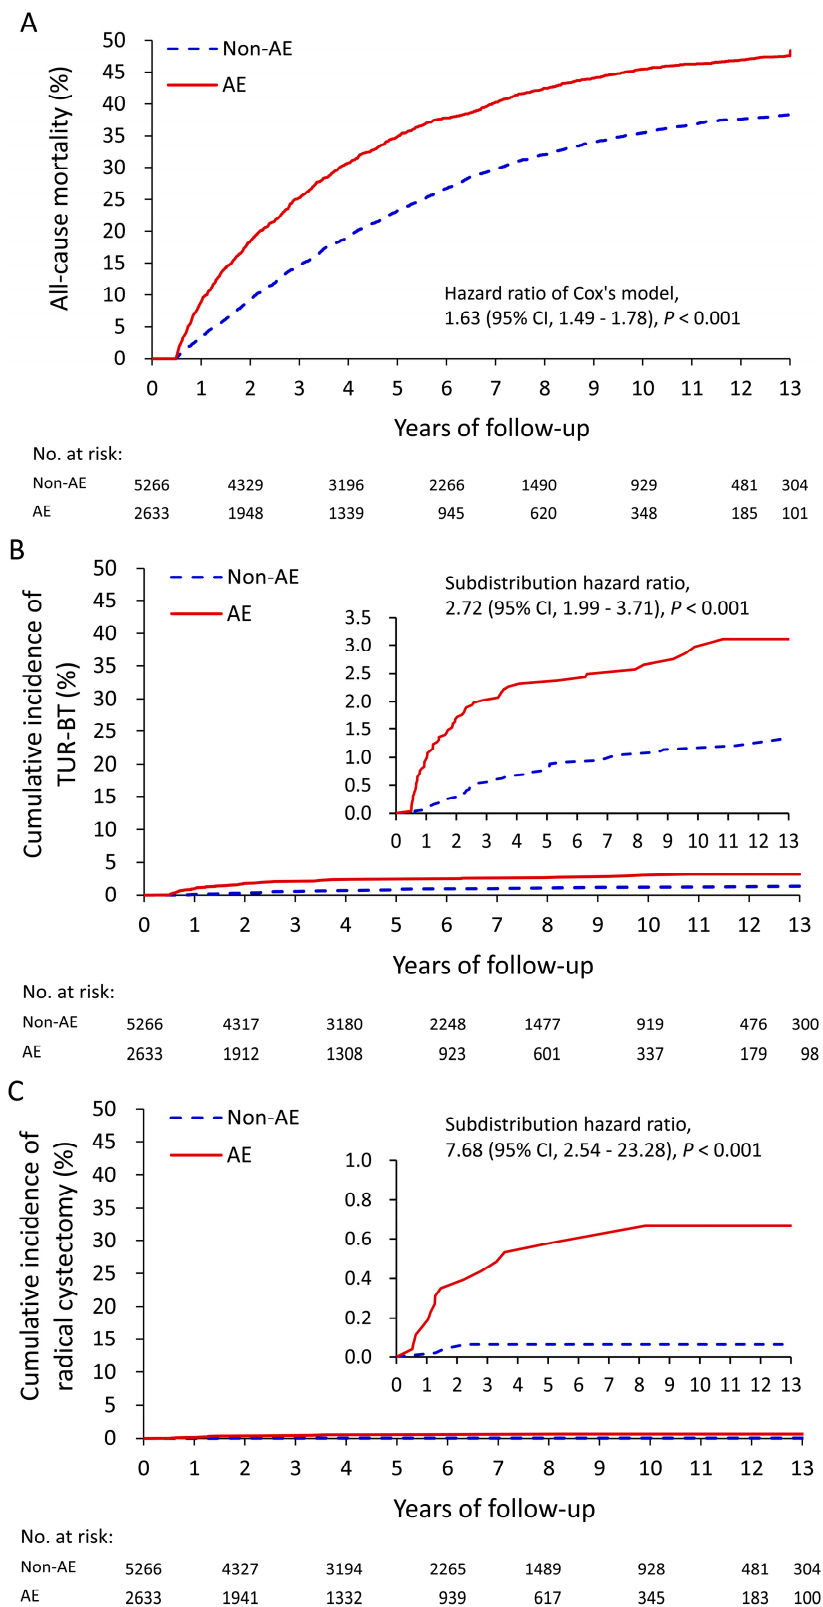 A
All-cause mortality (%)
50
45
40
35
30
25
20
15
10
5
0
Non-AE
AE
Hazard ratio of Cox's model,
1.63 (95% CI, 1.49 - 1.78), P < 0.001
0 1 2 3 4 5 6 7 8 9 10 11 12 13
Years of follow-up
No. at risk:
Non-AE 5266 4329 3196 2266 1490 929 481 304
AE 2633 1948 1339 945 620 348 185 101
B
Cumulative incidence of
TUR-BT (%)
50
45
40
35
30
25
20
15
10
5
0
Non-AE
AE
Subdistribution hazard ratio,
2.72 (95% CI, 1.99 - 3.71), P < 0.001
3.5
3.0
2.5
2.0
1.5
1.0
0.5
0.0
0 1 2 3 4 5 6 7 8 9 10 11 12 13
0 1 2 3 4 5 6 7 8 9 10 11 12 13
Years of follow-up
No. at risk:
Non-AE 5266 4317 3180 2248 1477 919 476 300
AE 2633 1912 1308 923 601 337 179 98
C
Cumulative incidence of
radical cystectomy (%)
50
45
40
35
30
25
20
15
10
5
0
Non-AE
AE
Subdistribution hazard ratio,
7.68 (95% CI, 2.54 - 23.28), P < 0.001
1.0
0.8
0.6
0.4
0.2
0.0
0 1 2 3 4 5 6 7 8 9 10 11 12 13
0 1 2 3 4 5 6 7 8 9 10 11 12 13
Years of follow-up
No. at risk:
Non-AE 5266 4327 3194 2265 1489 928 481 304
AE 2633 1941 1332 939 617 345 183 100